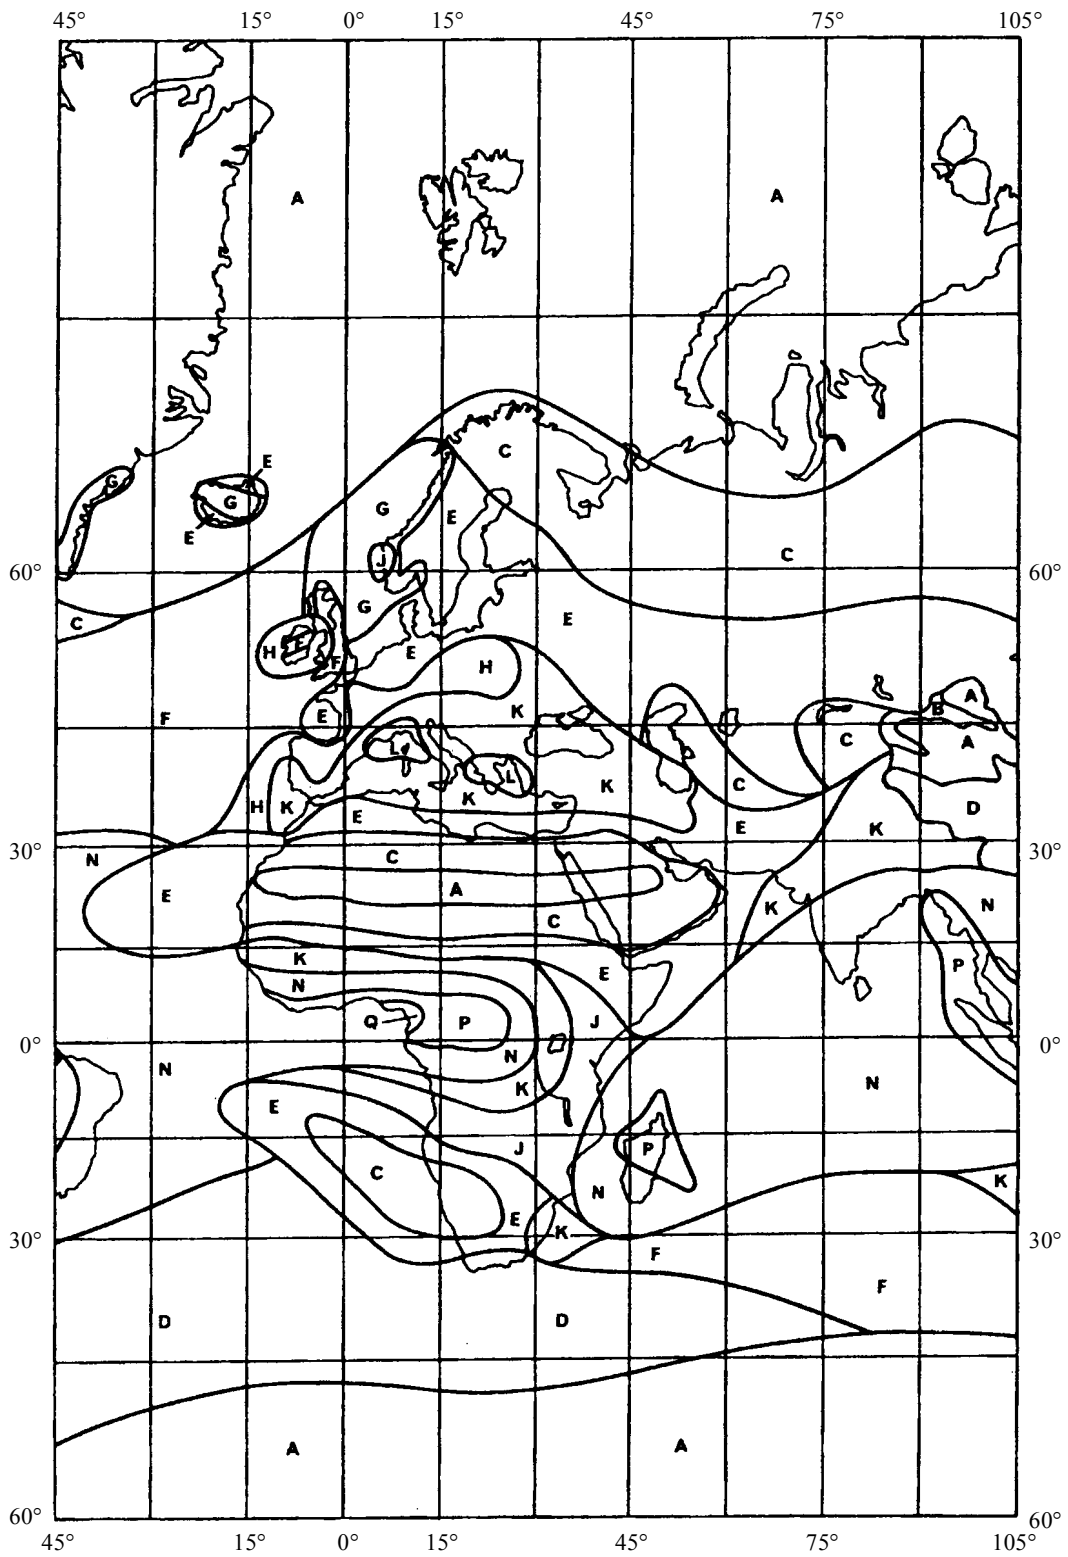 45° 15° 0° 15° 45° 75° 105°
A A
C
E
G G
E G
E
J
E
60° C 60°
G
C E
H E F E H
A
F E K B
C A
L
L K C
H K K E D
E K
N C
30° 30°
E A K N
C
K E P
N
Q P J
0° N 0°
N K N
E
J P
C
N K
E K
30° F 30°
F
D D
A A
60° 60°
45° 15° 0° 15° 45° 75° 105°